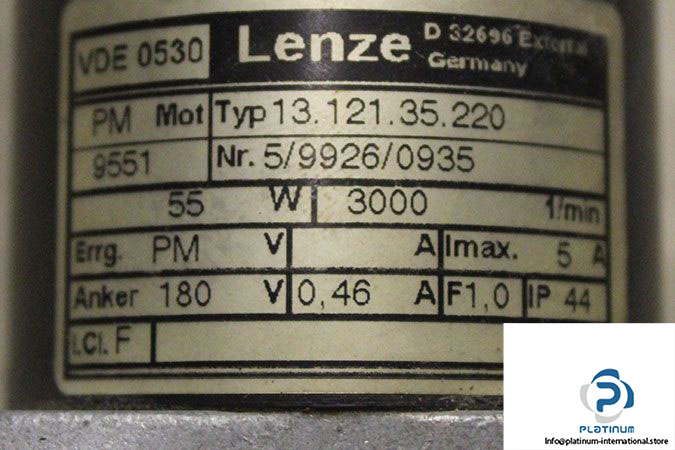 VDE 0530 Lenze D 32696 Extertal
Germany
PM Mot Typ 13.121.35.220
9551 Nr. 5/9926/0935
55 W 3000 1/min
Errg. PM V A Imax. 5 A
Anker 180 V 0,46 A F1,0 IP 44
I.Cl. F
PLATINUM
Info@platinum-international.store